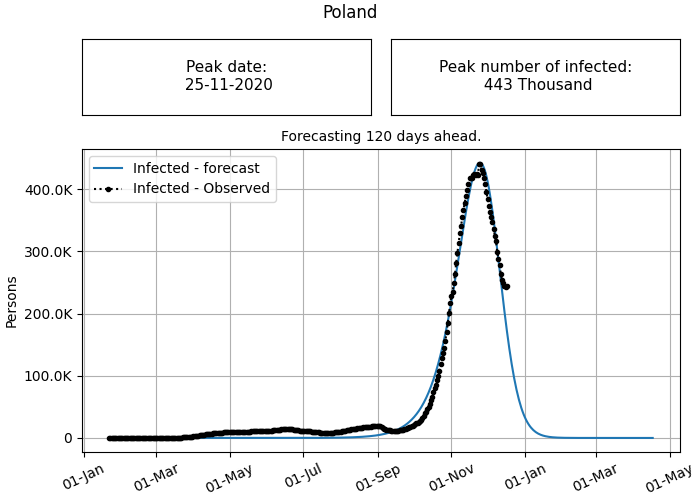 Poland
Peak date:
25-11-2020
Peak number of infected:
443 Thousand
Forecasting 120 days ahead.
Infected - forecast
Infected - Observed
400.0K
300.0K
200.0K
100.0K
0
Persons
01-Jan
01-Mar
01-May
01-Jul
01-Sep
01-Nov
01-Jan
01-Mar
01-May